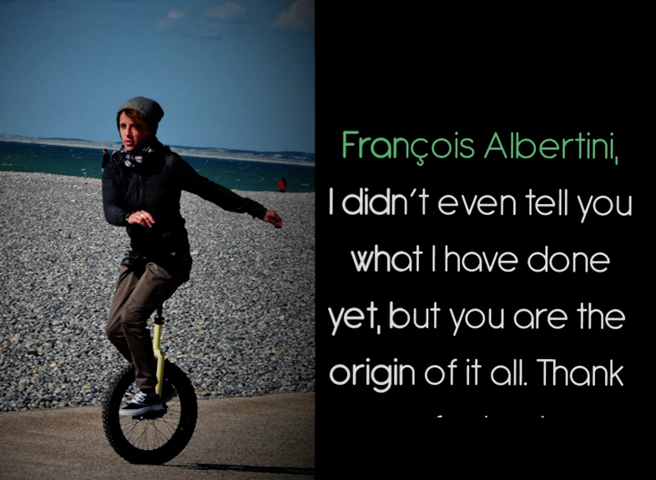 François Albertini,
I didn't even tell you
what I have done
yet, but you are the
origin of it all. Thank